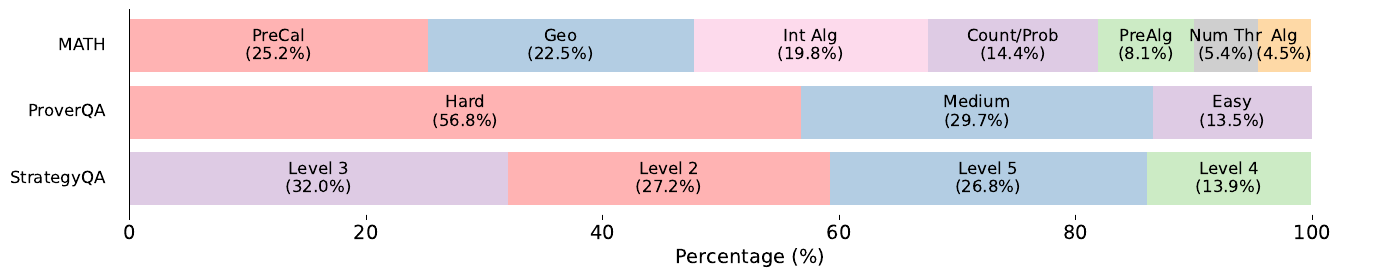 MATH
PreCal
(25.2%)
Geo
(22.5%)
Int Alg
(19.8%)
Count/Prob
(14.4%)
PreAlg
(8.1%)
Num Thr
(5.4%)
Alg
(4.5%)
ProverQA
Hard
(56.8%)
Medium
(29.7%)
Easy
(13.5%)
StrategyQA
Level 3
(32.0%)
Level 2
(27.2%)
Level 5
(26.8%)
Level 4
(13.9%)
0 20 40 60 80 100
Percentage (%)